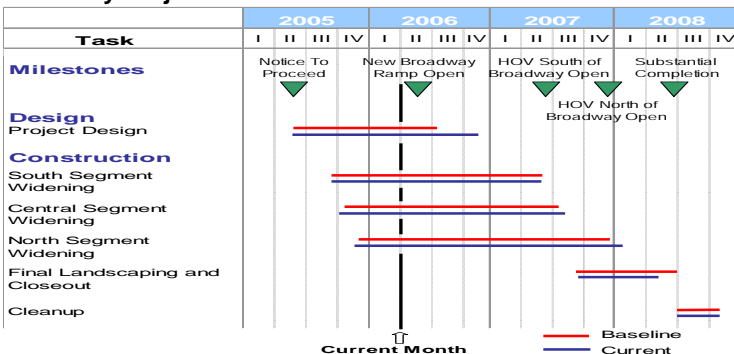 2005 2006 2007 2008
Task I II III IV I II III IV I II III IV I II III IV
Milestones
Notice To
Proceed
New Broadway
Ramp Open
HOV South of
Broadway Open
Substantial
Completion
HOV North of
Broadway Open
Design
Project Design
Construction
South Segment
Widening
Central Segment
Widening
North Segment
Widening
Final Landscaping and
Closeout
Cleanup
Current Month
Baseline
Current